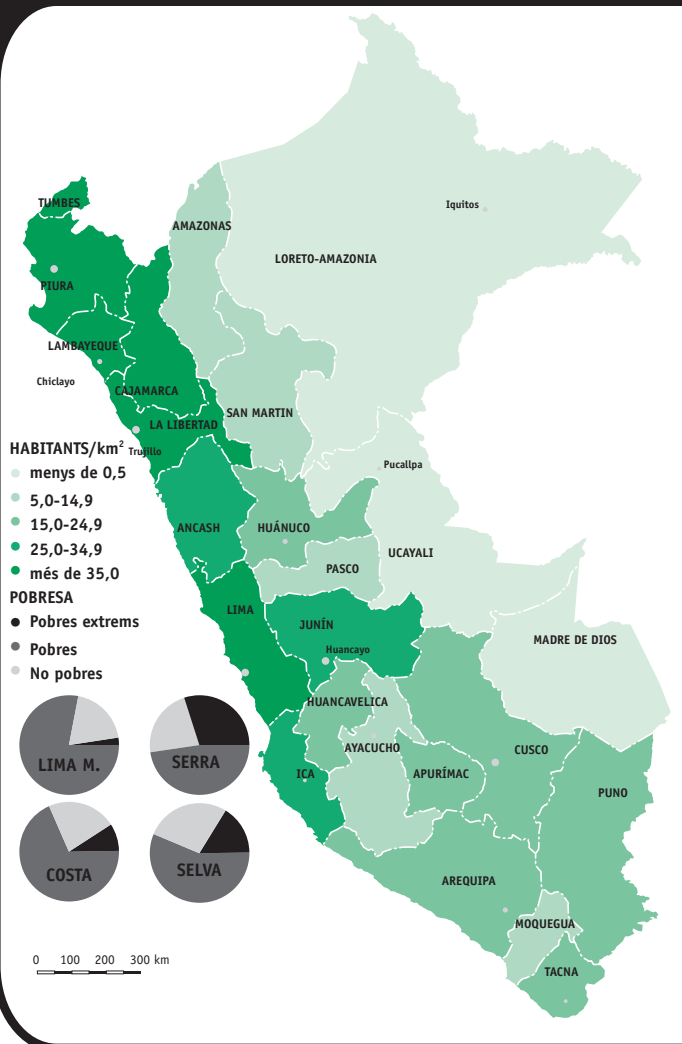 TUMBES
AMAZONAS
Iquitos
LORETO-AMAZONIA
PIURA
LAMBAYEQUE
Chiclayo
CAJAMARCA
SAN MARTIN
LA LIBERTAD
Trujillo
HABITANTS/km²
menys de 0,5
5,0-14,9
15,0-24,9
25,0-34,9
més de 35,0
POBRESA
Pobres extrems
Pobres
No pobres
Pucallpa
ANCASH
HUÁNUCO
UCAYALI
PASCO
LIMA
JUNÍN
MADRE DE DIOS
Huancayo
HUANCAVELICA
AYACUCHO
CUSCO
ICA
APURÍMAC
PUNO
LIMA M.
SERRA
COSTA
SELVA
AREQUIPA
MOQUEGUA
TACNA
0 100 200 300 km